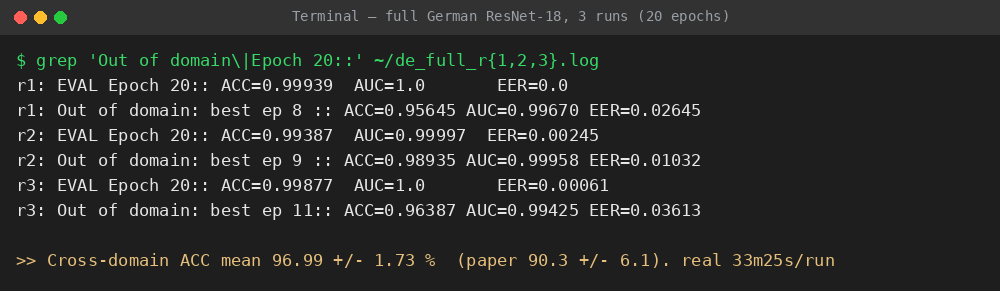 Terminal — full German ResNet-18, 3 runs (20 epochs)
$ grep 'Out of domain\|Epoch 20::' ~/de_full_r{1,2,3}.log
r1: EVAL Epoch 20:: ACC=0.99939  AUC=1.0       EER=0.0
r1: Out of domain: best ep 8 :: ACC=0.95645 AUC=0.99670 EER=0.02645
r2: EVAL Epoch 20:: ACC=0.99387  AUC=0.99997  EER=0.00245
r2: Out of domain: best ep 9 :: ACC=0.98935 AUC=0.99958 EER=0.01032
r3: EVAL Epoch 20:: ACC=0.99877  AUC=1.0       EER=0.00061
r3: Out of domain: best ep 11:: ACC=0.96387 AUC=0.99425 EER=0.03613
>> Cross-domain ACC mean 96.99 +/- 1.73 %  (paper 90.3 +/- 6.1). real 33m25s/run